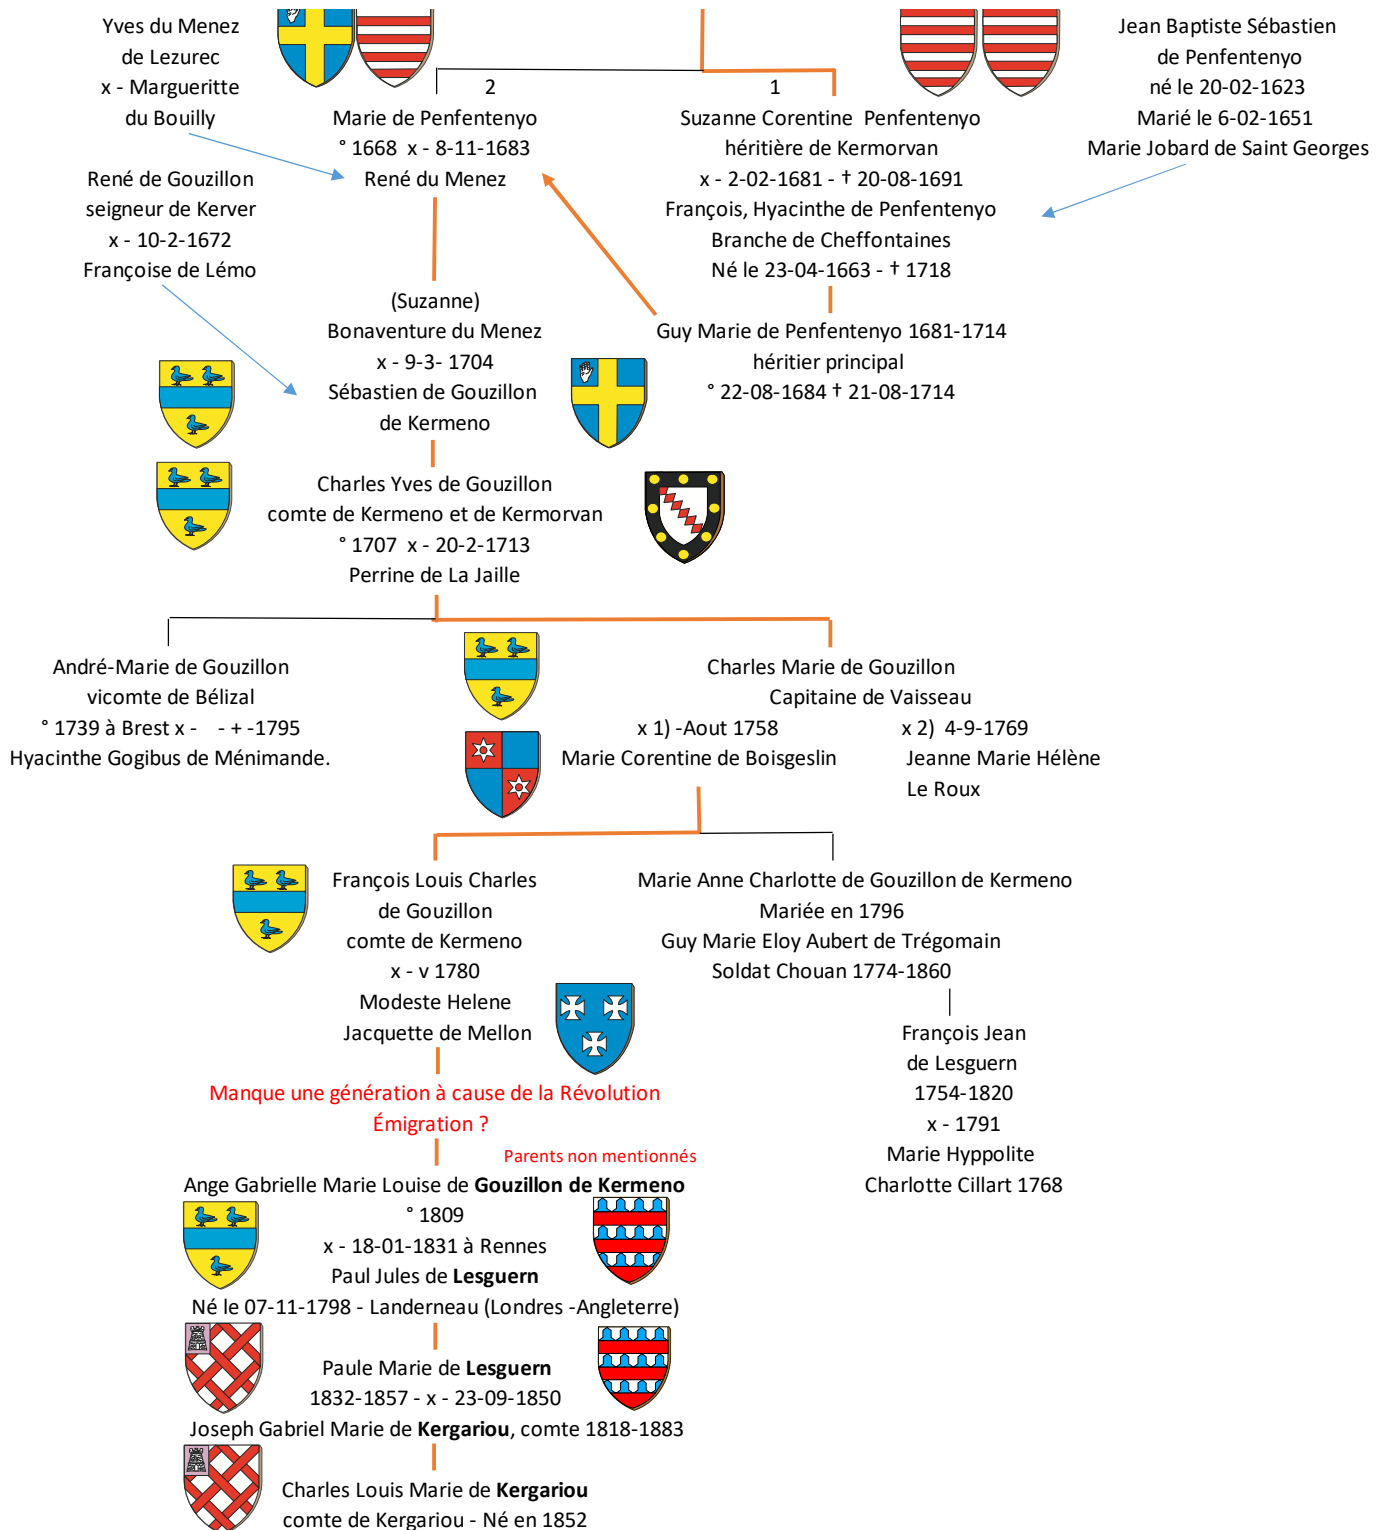 Yves du Menez
de Lezurec
x - Margueritte
du Bouilly
Jean Baptiste Sébastien
de Penfentenyo
né le 20-02-1623
Marié le 6-02-1651
Marie Jobard de Saint Georges
2
1
Marie de Penfentenyo
° 1668 x - 8-11-1683
René du Menez
Suzanne Corentine Penfentenyo
héritière de Kermorvan
x - 2-02-1681 - † 20-08-1691
François, Hyacinthe de Penfentenyo
Branche de Cheffontaines
Né le 23-04-1663 - † 1718
René de Gouzillon
seigneur de Kerver
x - 10-2-1672
Françoise de Lémo
(Suzanne)
Bonaventure du Menez
x - 9-3- 1704
Sébastien de Gouzillon
de Kermeno
Guy Marie de Penfentenyo 1681-1714
héritier principal
° 22-08-1684 † 21-08-1714
Charles Yves de Gouzillon
comte de Kermeno et de Kermorvan
° 1707 x - 20-2-1713
Perrine de La Jaille
André-Marie de Gouzillon
vicomte de Bélizal
° 1739 à Brest x - - + -1795
Hyacinthe Gogibus de Ménimande.
Charles Marie de Gouzillon
Capitaine de Vaisseau
x 1) -Aout 1758
Marie Corentine de Boisgeslin
x 2) 4-9-1769
Jeanne Marie Hélène
Le Roux
François Louis Charles
de Gouzillon
comte de Kermeno
x - v 1780
Modeste Helene
Jacquette de Mellon
Marie Anne Charlotte de Gouzillon de Kermeno
Mariée en 1796
Guy Marie Eloy Aubert de Trégomain
Soldat Chouan 1774-1860
François Jean
de Lesguern
1754-1820
x - 1791
Marie Hyppolite
Charlotte Cillart 1768
Manque une génération à cause de la Révolution
Émigration ?
Parents non mentionnés
Ange Gabrielle Marie Louise de Gouzillon de Kermeno
° 1809
x - 18-01-1831 à Rennes
Paul Jules de Lesguern
Né le 07-11-1798 - Landerneau (Londres -Angleterre)
Paule Marie de Lesguern
1832-1857 - x - 23-09-1850
Joseph Gabriel Marie de Kergariou, comte 1818-1883
Charles Louis Marie de Kergariou
comte de Kergariou - Né en 1852